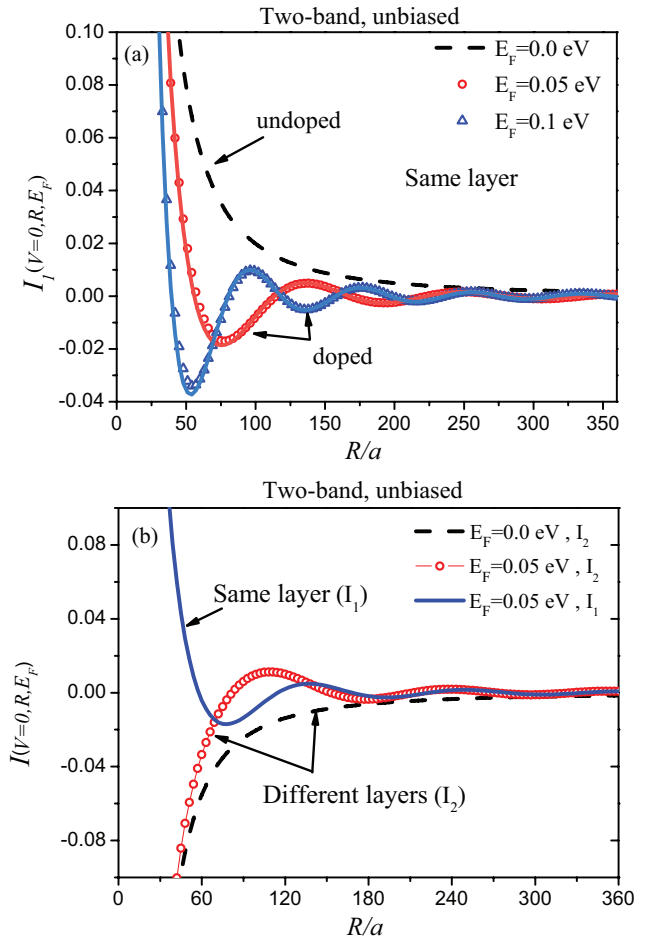 Two-band, unbiased
(a)
E_F=0.0 eV
E_F=0.05 eV
E_F=0.1 eV
undoped
Same layer
doped
I_1(V=0,R,E_F)
0.10
0.08
0.06
0.04
0.02
0.00
-0.02
-0.04
0 50 100 150 200 250 300 350
R/a
Two-band, unbiased
(b)
E_F=0.0 eV , I_2
E_F=0.05 eV , I_2
E_F=0.05 eV , I_1
Same layer (I_1)
Different layers (I_2)
I(V=0,R,E_F)
0.08
0.04
0.00
-0.04
-0.08
0 60 120 180 240 300 360
R/a